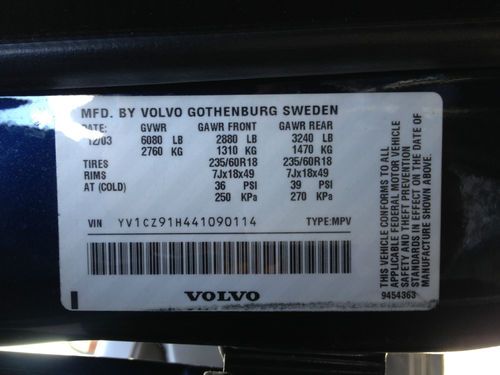 MFD. BY VOLVO GOTHENBURG SWEDEN
DATE: GVWR GAWR FRONT GAWR REAR
12/03 6080 LB 2880 LB 3240 LB
2760 KG 1310 KG 1470 KG
TIRES 235/60R18 235/60R18
RIMS 7Jx18x49 7Jx18x49
AT (COLD) 36 PSI 39 PSI
250 KPa 270 KPa
VIN YV1CZ91H441090114 TYPE:MPV
VOLVO
THIS VEHICLE CONFORMS TO ALL
APPLICABLE FEDERAL MOTOR VEHICLE
SAFETY AND THEFT PREVENTION
STANDARDS IN EFFECT ON THE DATE OF
MANUFACTURE SHOWN ABOVE.
9454363